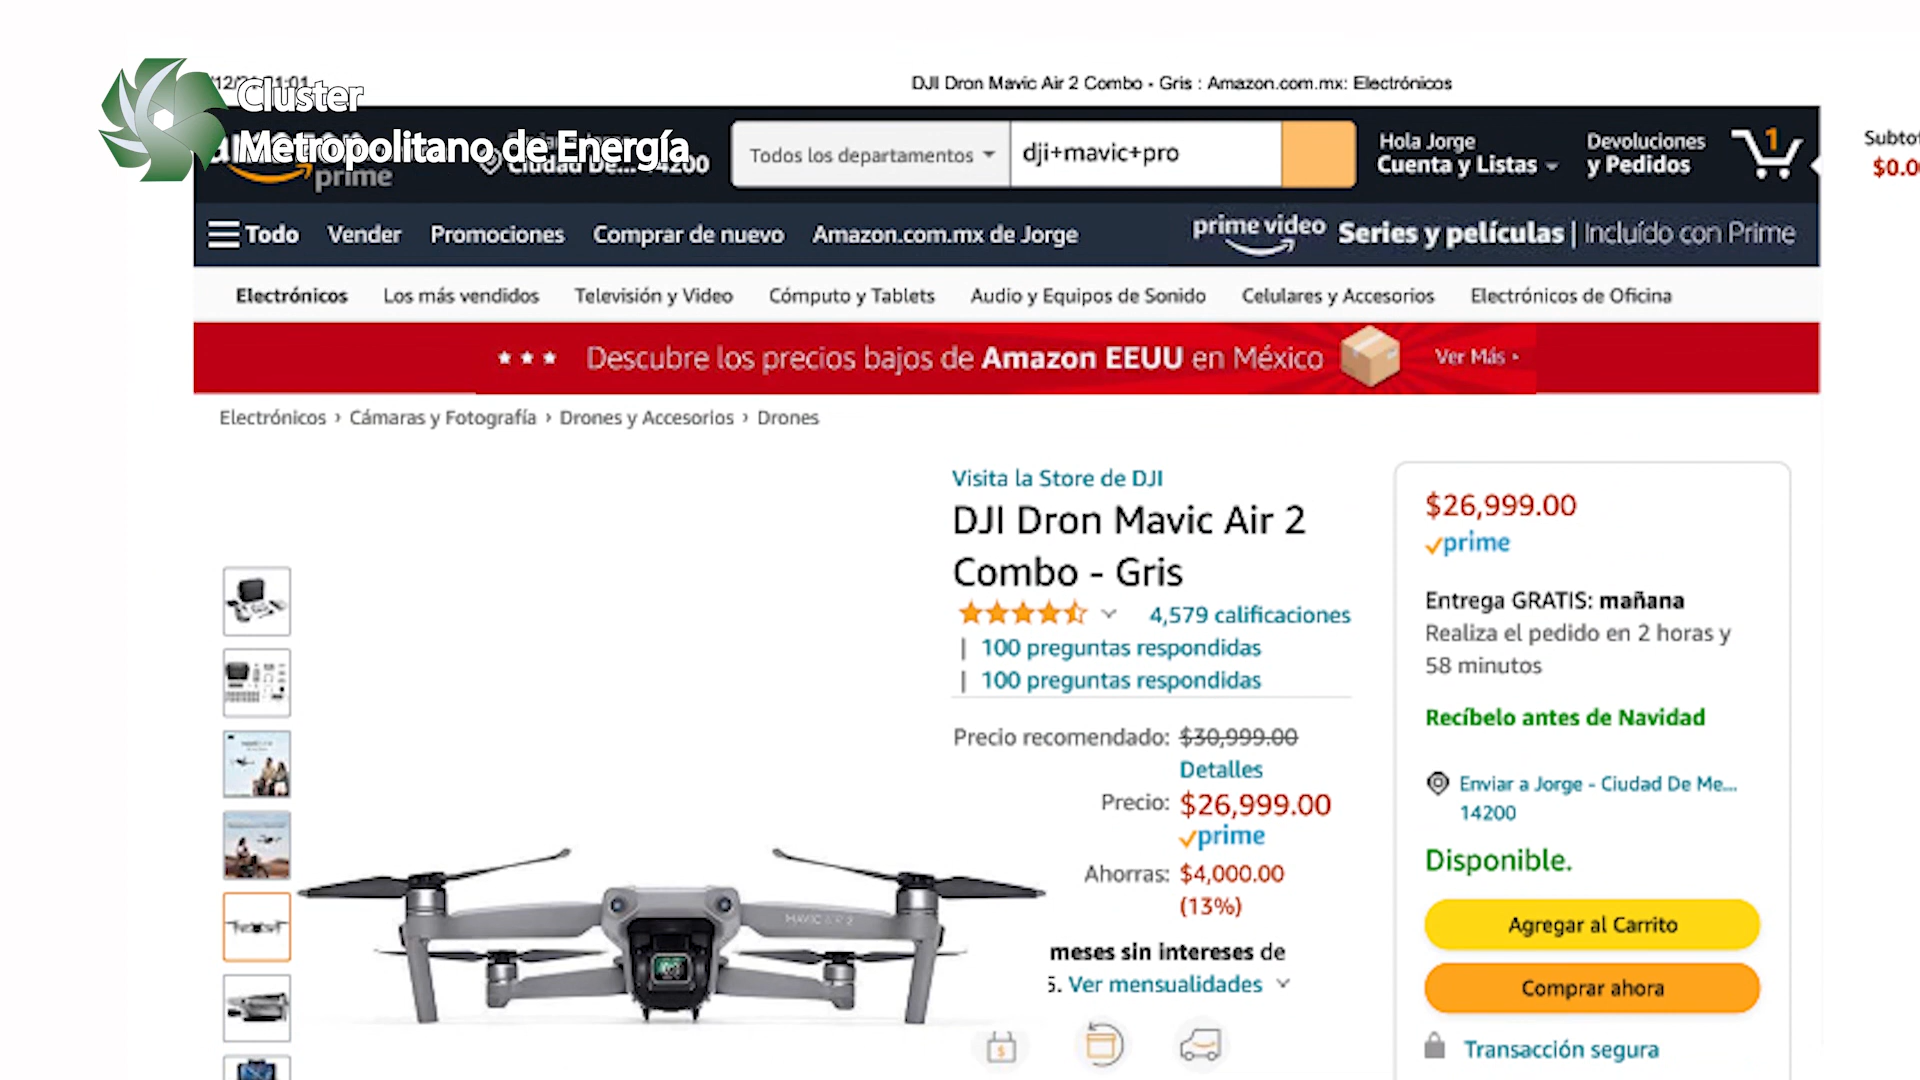 DJI Dron Mavic Air 2 Combo - Gris : Amazon.com.mx: Electrónicos
Cluster
Metropolitano de Energía
prime
Ciudad De...
Todos los departamentos
dji+mavic+pro
Hola Jorge
Cuenta y Listas
Devoluciones
y Pedidos
1
Todo
Vender
Promociones
Comprar de nuevo
Amazon.com.mx de Jorge
prime video
Series y películas | Incluído con Prime
Electrónicos
Los más vendidos
Televisión y Video
Cómputo y Tablets
Audio y Equipos de Sonido
Celulares y Accesorios
Electrónicos de Oficina
Descubre los precios bajos de Amazon EEUU en México
Ver Más
Electrónicos › Cámaras y Fotografía › Drones y Accesorios › Drones
Visita la Store de DJI
DJI Dron Mavic Air 2
Combo - Gris
4,579 calificaciones
| 100 preguntas respondidas
| 100 preguntas respondidas
Precio recomendado: $30,999.00
Detalles
Precio: $26,999.00
prime
Ahorras: $4,000.00
(13%)
meses sin intereses de
5. Ver mensualidades
MAVIC AIR 2
$26,999.00
prime
Entrega GRATIS: mañana
Realiza el pedido en 2 horas y
58 minutos
Recíbelo antes de Navidad
Enviar a Jorge - Ciudad De Me...
14200
Disponible.
Agregar al Carrito
Comprar ahora
Transacción segura